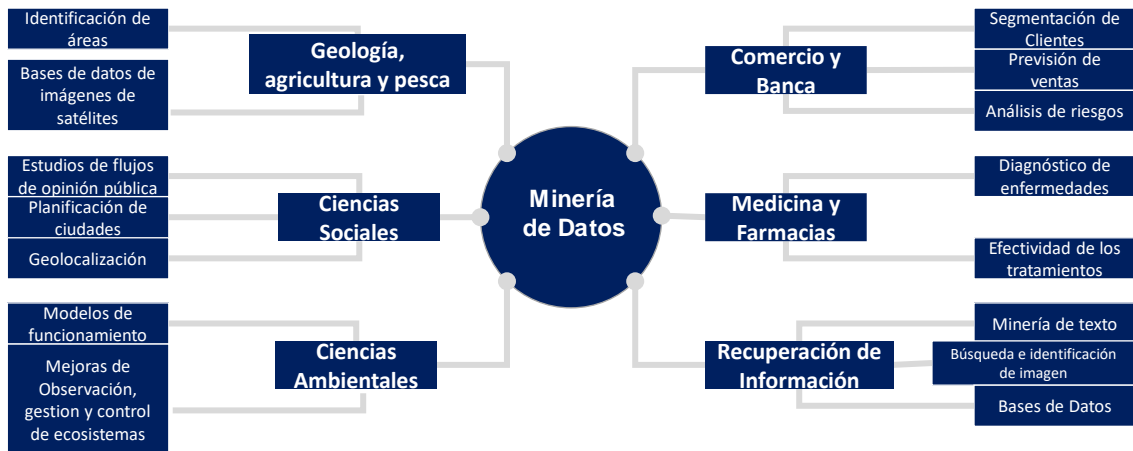 Identificación de
áreas
Bases de datos de
imágenes de
satélites
Geología,
agricultura y pesca
Estudios de flujos
de opinión pública
Planificación de
ciudades
Geolocalización
Ciencias
Sociales
Modelos de
funcionamiento
Mejoras de
Observación,
gestion y control
de ecosistemas
Ciencias
Ambientales
Minería
de Datos
Comercio y
Banca
Segmentación de
Clientes
Previsión de
ventas
Análisis de riesgos
Medicina y
Farmacias
Diagnóstico de
enfermedades
Efectividad de los
tratamientos
Recuperación de
Información
Minería de texto
Búsqueda e identificación
de imagen
Bases de Datos